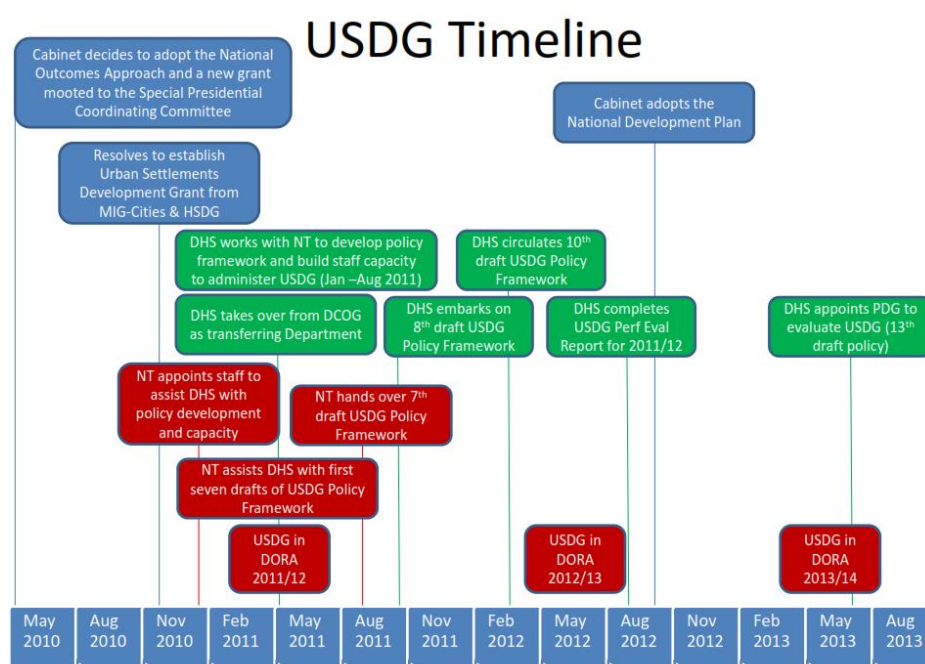 USDG Timeline
Cabinet decides to adopt the National
Outcomes Approach and a new grant
mooted to the Special Presidential
Coordinating Committee
Cabinet adopts the
National Development Plan
Resolves to establish
Urban Settlements
Development Grant from
MIG-Cities & HSDG
DHS works with NT to develop policy
framework and build staff capacity
to administer USDG (Jan –Aug 2011)
DHS circulates 10th
draft USDG Policy
Framework
DHS takes over from DCOG
as transferring Department
DHS embarks on
8th draft USDG
Policy Framework
DHS completes
USDG Perf Eval
Report for 2011/12
DHS appoints PDG to
evaluate USDG (13th
draft policy)
NT appoints staff to
assist DHS with
policy development
and capacity
NT hands over 7th
draft USDG Policy
Framework
NT assists DHS with first
seven drafts of USDG Policy
Framework
USDG in
DORA
2011/12
USDG in
DORA
2012/13
USDG in
DORA
2013/14
May
2010
Aug
2010
Nov
2010
Feb
2011
May
2011
Aug
2011
Nov
2011
Feb
2012
May
2012
Aug
2012
Nov
2012
Feb
2013
May
2013
Aug
2013